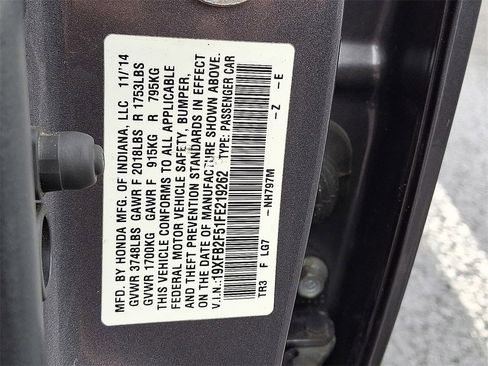 MFD. BY HONDA MFG. OF INDIANA, LLC 11/14
GVWR 3748LBS GAWR F 2018LBS R 1753LBS
GVWR 1700KG GAWR F 915KG R 795KG
THIS VEHICLE CONFORMS TO ALL APPLICABLE
FEDERAL MOTOR VEHICLE SAFETY, BUMPER,
AND THEFT PREVENTION STANDARDS IN EFFECT
ON THE DATE OF MANUFACTURE SHOWN ABOVE.
V.I.N.:19XFB2F51FE219262 TYPE: PASSENGER CAR
NH797M Z E
TR3 F LG7